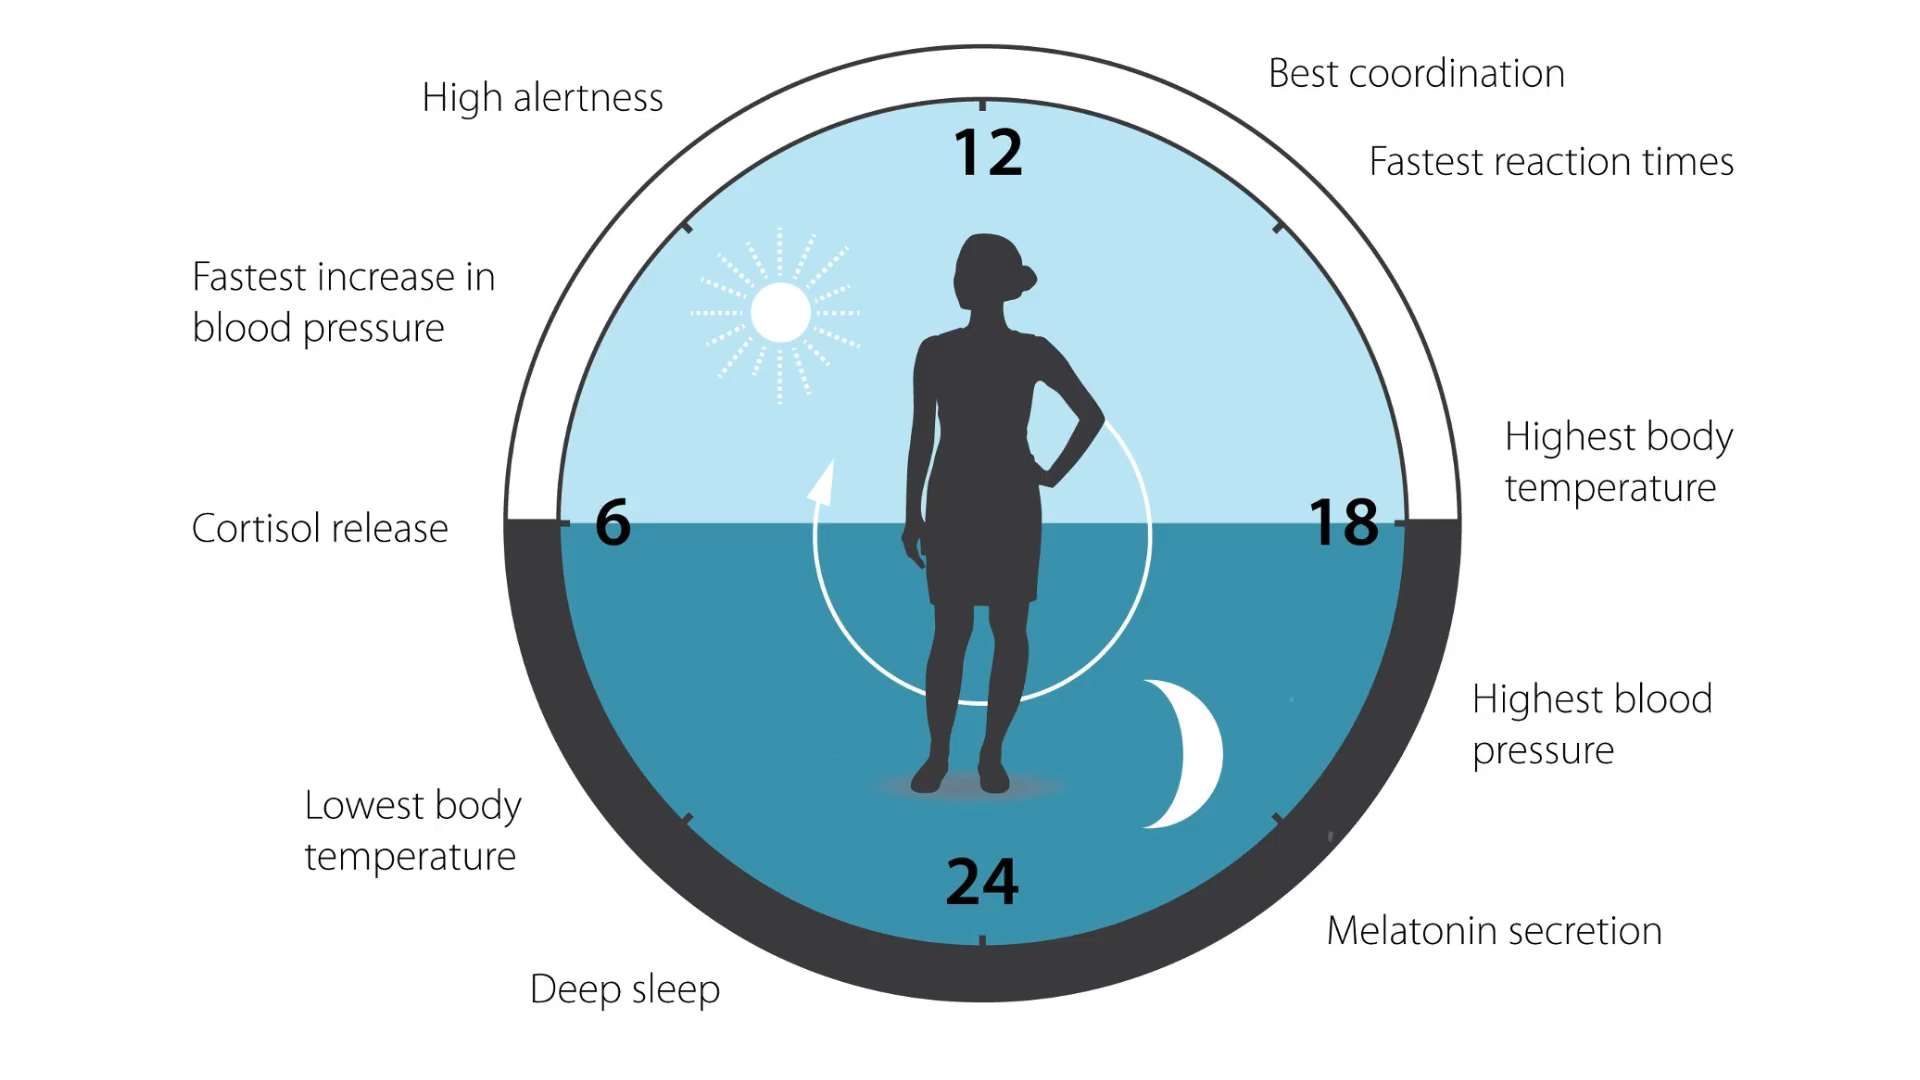 High alertness
Best coordination
12
Fastest reaction times
Fastest increase in
blood pressure
Highest body
temperature
Cortisol release
6
18
Highest blood
pressure
Lowest body
temperature
24
Melatonin secretion
Deep sleep